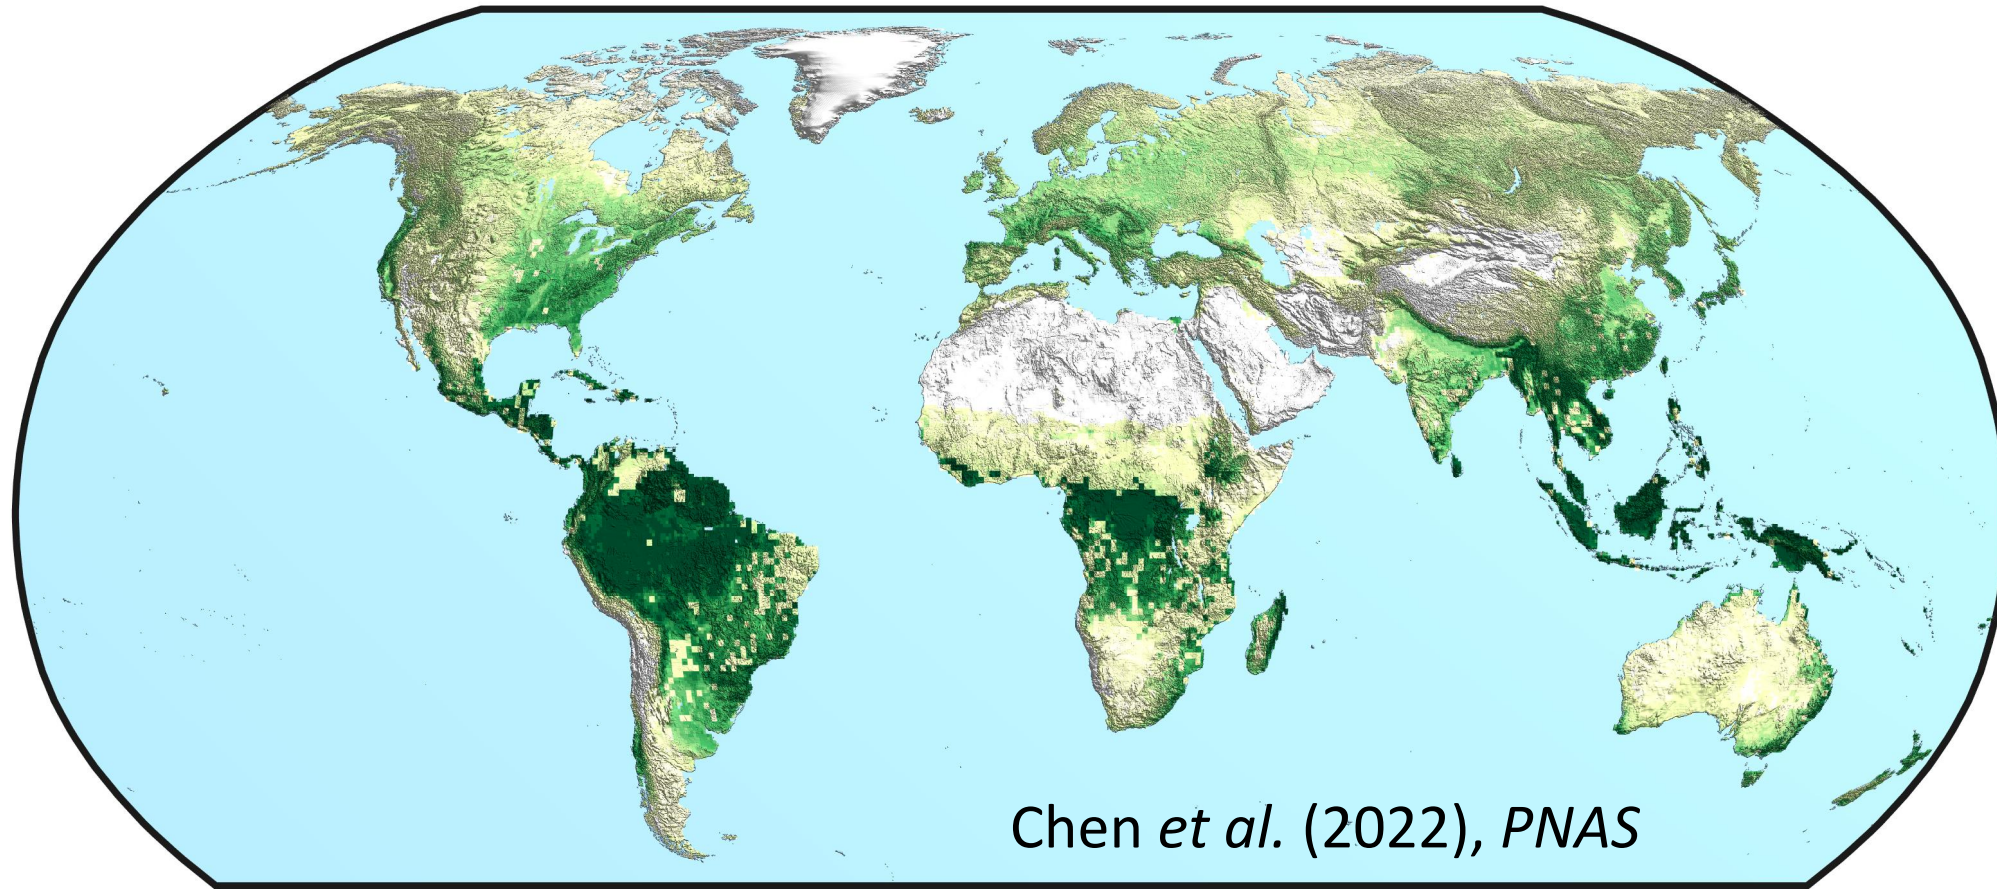 Chen et al. (2022), PNAS